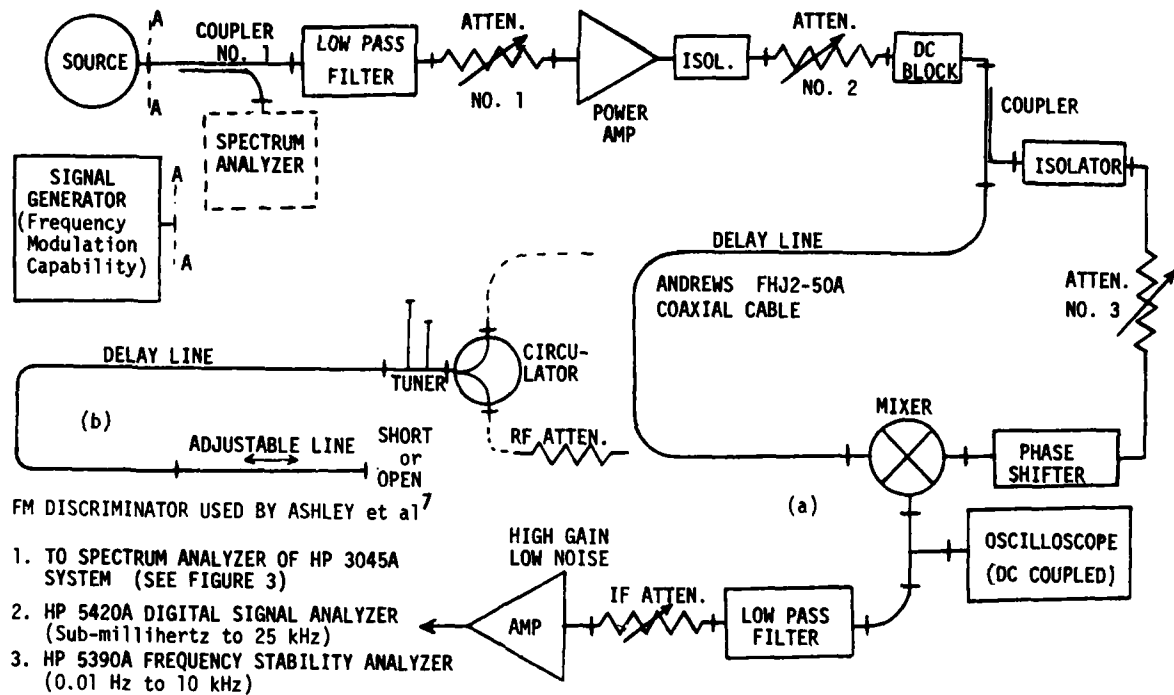 A
SOURCE
A
COUPLER
NO. 1
LOW PASS
FILTER
ATTEN.
NO. 1
POWER
AMP
ISOL.
ATTEN.
NO. 2
DC
BLOCK
COUPLER
ISOLATOR
ATTEN.
NO. 3
SPECTRUM
ANALYZER
SIGNAL
GENERATOR
(Frequency
Modulation
Capability)
A
A
DELAY LINE
ANDREWS FHJ2-50A
COAXIAL CABLE
DELAY LINE
TUNER
CIRCU-
LATOR
(b)
ADJUSTABLE LINE
SHORT
or
OPEN
RF ATTEN.
MIXER
PHASE
SHIFTER
(a)
OSCILLOSCOPE
(DC COUPLED)
FM DISCRIMINATOR USED BY ASHLEY et al7
HIGH GAIN
LOW NOISE
AMP
IF ATTEN.
LOW PASS
FILTER
1. TO SPECTRUM ANALYZER OF HP 3045A
SYSTEM (SEE FIGURE 3)
2. HP 5420A DIGITAL SIGNAL ANALYZER
(Sub-millihertz to 25 kHz)
3. HP 5390A FREQUENCY STABILITY ANALYZER
(0.01 Hz to 10 kHz)